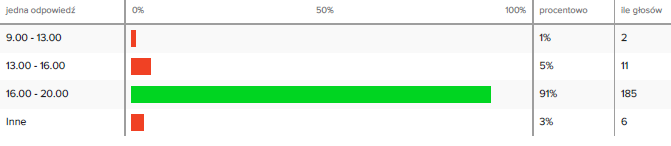 jedna odpowiedź 0% 50% 100% procentowo ile głosów
9.00 - 13.00 1% 2
13.00 - 16.00 5% 11
16.00 - 20.00 91% 185
Inne 3% 6